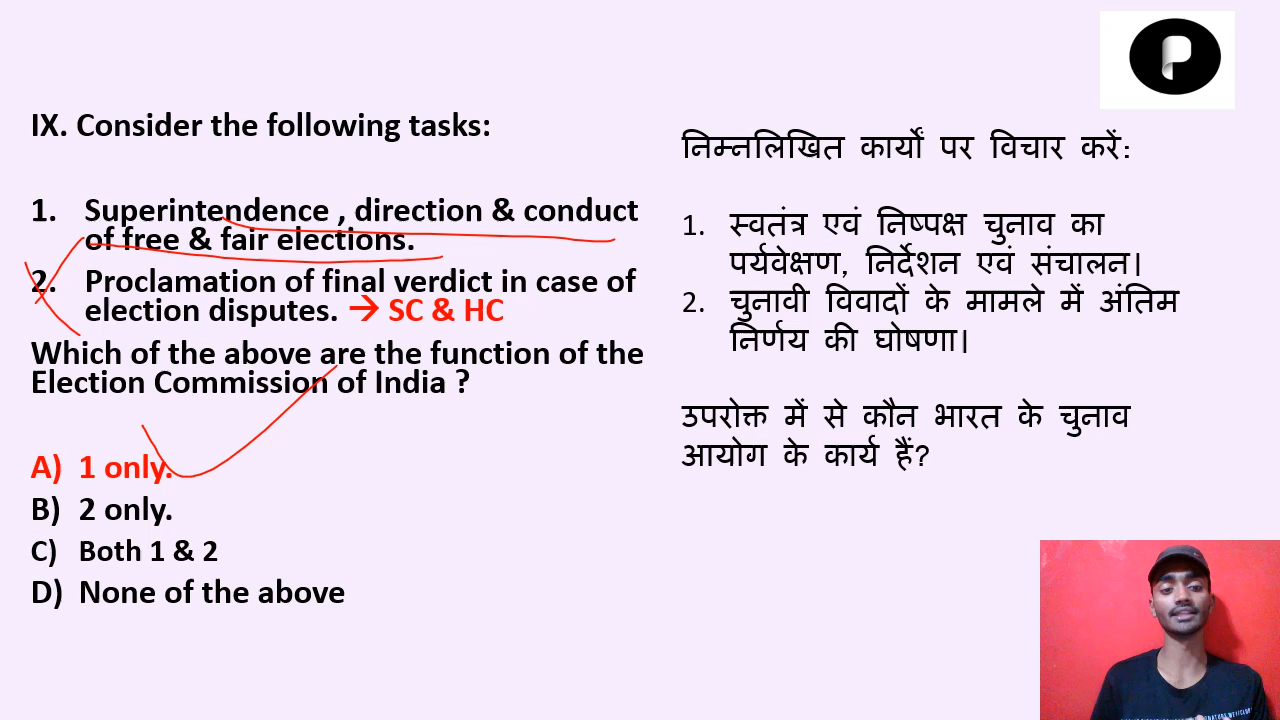 IX. Consider the following tasks:
1. Superintendence , direction & conduct
of free & fair elections.
2. Proclamation of final verdict in case of
election disputes. → SC & HC
Which of the above are the function of the
Election Commission of India ?
A) 1 only.
B) 2 only.
C) Both 1 & 2
D) None of the above
P
निम्नलिखित कार्यों पर विचार करें:
1. स्वतंत्र एवं निष्पक्ष चुनाव का
पर्यवेक्षण, निर्देशन एवं संचालन।
2. चुनावी विवादों के मामले में अंतिम
निर्णय की घोषणा।
उपरोक्त में से कौन भारत के चुनाव
आयोग के कार्य हैं?